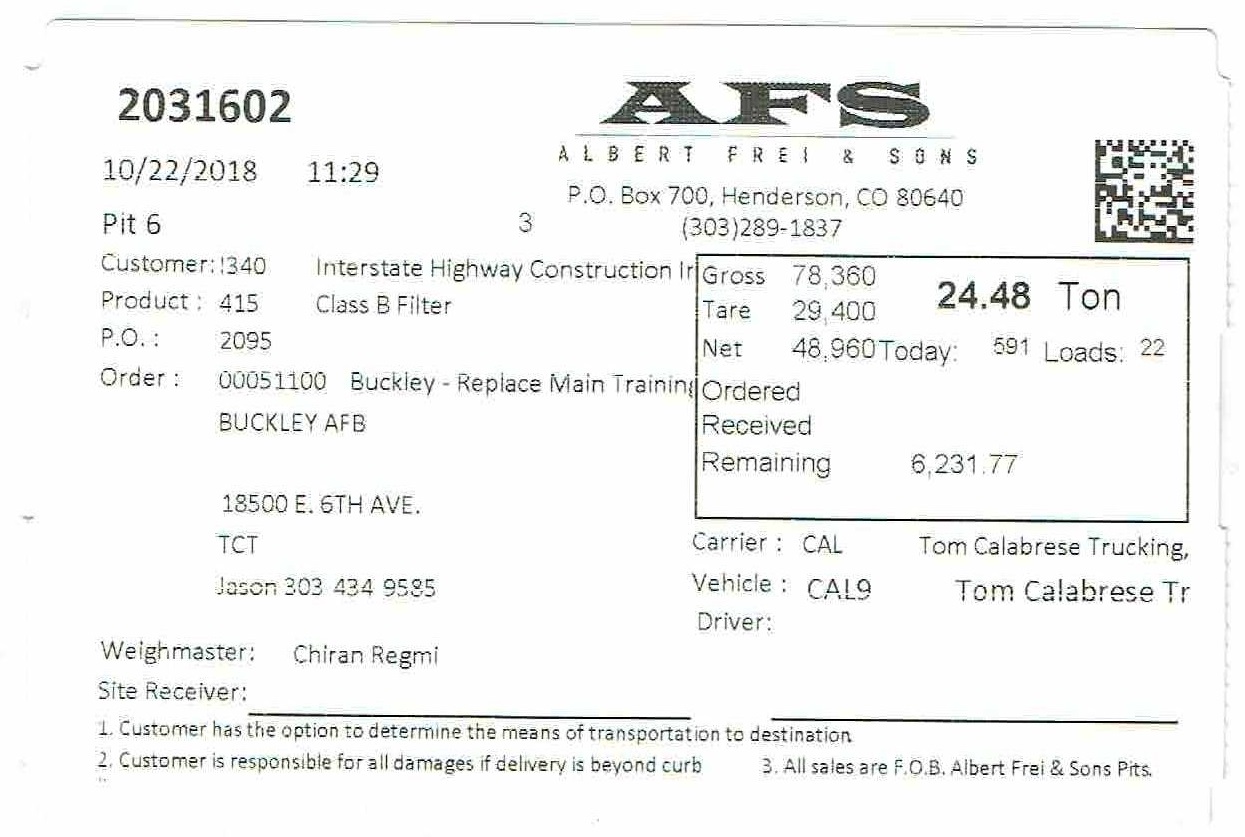 2031602
AFS
ALBERT FREI & SONS
10/22/2018 11:29
P.O. Box 700, Henderson, CO 80640
Pit 6 3 (303)289-1837
Customer: !340 Interstate Highway Construction Ir
Product : 415 Class B Filter
P.O. : 2095
Order : 00051100 Buckley - Replace Main Training
BUCKLEY AFB
18500 E. 6TH AVE.
TCT
Jason 303 434 9585
Gross 78,360 24.48 Ton
Tare 29,400
Net 48,960 Today: 591 Loads: 22
Ordered
Received
Remaining 6,231.77
Carrier : CAL Tom Calabrese Trucking,
Vehicle : CAL9 Tom Calabrese Tr
Driver:
Weighmaster: Chiran Regmi
Site Receiver:
1. Customer has the option to determine the means of transportation to destination
2. Customer is responsible for all damages if delivery is beyond curb 3. All sales are F.O.B. Albert Frei & Sons Pits.